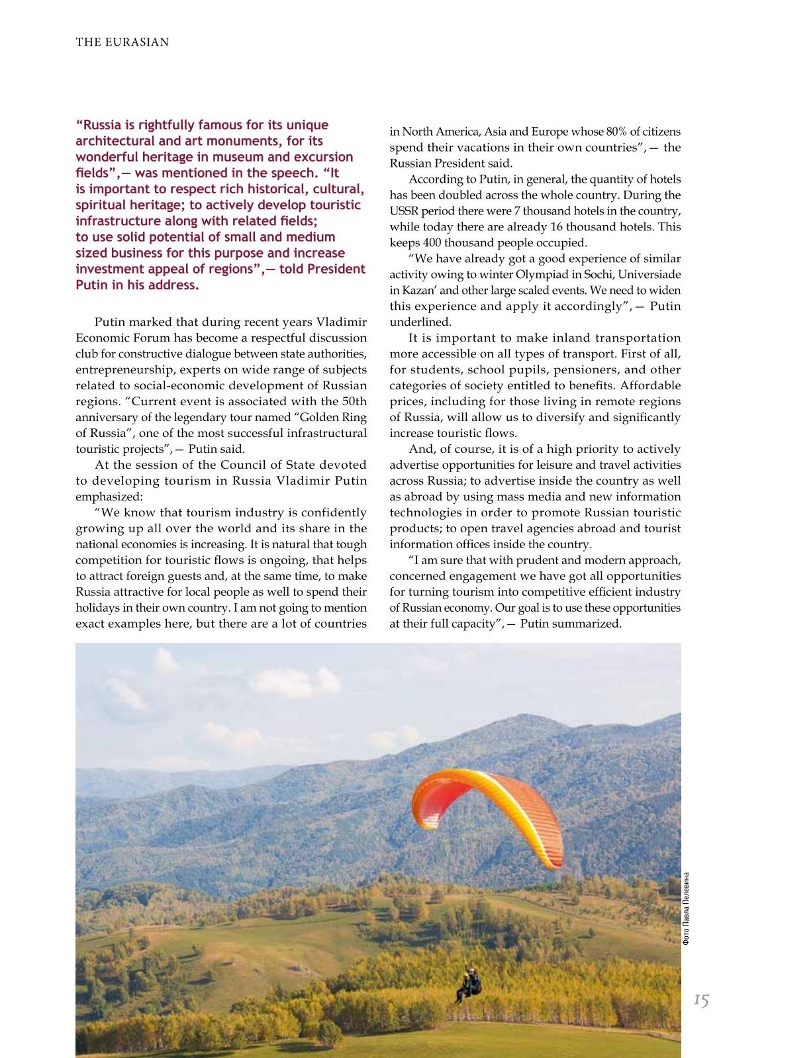 THE EURASIAN
“Russia is rightfully famous for its unique
architectural and art monuments, for its
wonderful heritage in museum and excursion
fields”,— was mentioned in the speech. “It
is important to respect rich historical, cultural,
spiritual heritage; to actively develop touristic
infrastructure along with related fields;
to use solid potential of small and medium
sized business for this purpose and increase
investment appeal of regions”,— told President
Putin in his address.
Putin marked that during recent years Vladimir
Economic Forum has become a respectful discussion
club for constructive dialogue between state authorities,
entrepreneurship, experts on wide range of subjects
related to social-economic development of Russian
regions. “Current event is associated with the 50th
anniversary of the legendary tour named “Golden Ring
of Russia”, one of the most successful infrastructural
touristic projects”,— Putin said.
At the session of the Council of State devoted
to developing tourism in Russia Vladimir Putin
emphasized:
“We know that tourism industry is confidently
growing up all over the world and its share in the
national economies is increasing. It is natural that tough
competition for touristic flows is ongoing, that helps
to attract foreign guests and, at the same time, to make
Russia attractive for local people as well to spend their
holidays in their own country. I am not going to mention
exact examples here, but there are a lot of countries
in North America, Asia and Europe whose 80% of citizens
spend their vacations in their own countries”,— the
Russian President said.
According to Putin, in general, the quantity of hotels
has been doubled across the whole country. During the
USSR period there were 7 thousand hotels in the country,
while today there are already 16 thousand hotels. This
keeps 400 thousand people occupied.
“We have already got a good experience of similar
activity owing to winter Olympiad in Sochi, Universiade
in Kazan’ and other large scaled events. We need to widen
this experience and apply it accordingly”,— Putin
underlined.
It is important to make inland transportation
more accessible on all types of transport. First of all,
for students, school pupils, pensioners, and other
categories of society entitled to benefits. Affordable
prices, including for those living in remote regions
of Russia, will allow us to diversify and significantly
increase touristic flows.
And, of course, it is of a high priority to actively
advertise opportunities for leisure and travel activities
across Russia; to advertise inside the country as well
as abroad by using mass media and new information
technologies in order to promote Russian touristic
products; to open travel agencies abroad and tourist
information offices inside the country.
“I am sure that with prudent and modern approach,
concerned engagement we have got all opportunities
for turning tourism into competitive efficient industry
of Russian economy. Our goal is to use these opportunities
at their full capacity”,— Putin summarized.
Фото Павла Пелевина
15